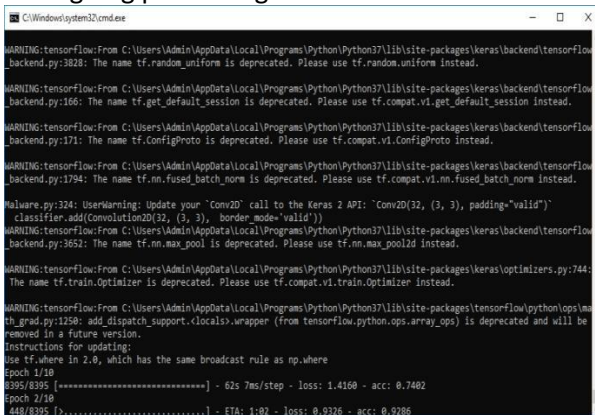 C:\Windows\system32\cmd.exe
WARNING:tensorflow:From C:\Users\Admin\AppData\Local\Programs\Python\Python37\lib\site-packages\keras\backend\tensorflow
_backend.py:3828: The name tf.random_uniform is deprecated. Please use tf.random.uniform instead.
WARNING:tensorflow:From C:\Users\Admin\AppData\Local\Programs\Python\Python37\lib\site-packages\keras\backend\tensorflow
_backend.py:166: The name tf.get_default_session is deprecated. Please use tf.compat.v1.get_default_session instead.
WARNING:tensorflow:From C:\Users\Admin\AppData\Local\Programs\Python\Python37\lib\site-packages\keras\backend\tensorflow
_backend.py:171: The name tf.ConfigProto is deprecated. Please use tf.compat.v1.ConfigProto instead.
WARNING:tensorflow:From C:\Users\Admin\AppData\Local\Programs\Python\Python37\lib\site-packages\keras\backend\tensorflow
_backend.py:1794: The name tf.nn.fused_batch_norm is deprecated. Please use tf.compat.v1.nn.fused_batch_norm instead.
Malware.py:324: UserWarning: Update your `Conv2D` call to the Keras 2 API: `Conv2D(32, (3, 3), padding="valid")`
classifier.add(Convolution2D(32, (3, 3), border_mode='valid'))
WARNING:tensorflow:From C:\Users\Admin\AppData\Local\Programs\Python\Python37\lib\site-packages\keras\backend\tensorflow
_backend.py:3652: The name tf.nn.max_pool is deprecated. Please use tf.nn.max_pool2d instead.
WARNING:tensorflow:From C:\Users\Admin\AppData\Local\Programs\Python\Python37\lib\site-packages\keras\optimizers.py:744:
The name tf.train.Optimizer is deprecated. Please use tf.compat.v1.train.Optimizer instead.
WARNING:tensorflow:From C:\Users\Admin\AppData\Local\Programs\Python\Python37\lib\site-packages\tensorflow\python\ops\ma
th_grad.py:1250: add_dispatch_support.<locals>.wrapper (from tensorflow.python.ops.array_ops) is deprecated and will be
removed in a future version.
Instructions for updating:
Use tf.where in 2.0, which has the same broadcast rule as np.where
Epoch 1/10
8395/8395 [==============================] - 62s 7ms/step - loss: 1.4160 - acc: 0.7402
Epoch 2/10
448/8395 [>.............................] - ETA: 1:02 - loss: 0.9326 - acc: 0.9286